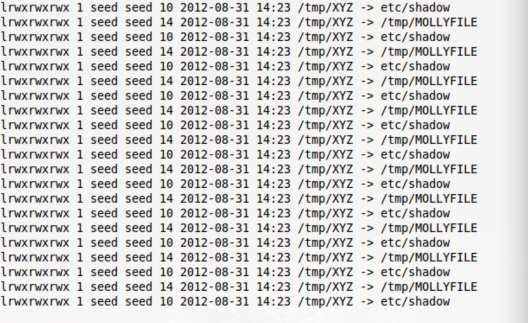 lrwxrwxrwx 1 seed seed 10 2012-08-31 14:23 /tmp/XYZ -> etc/shadow
lrwxrwxrwx 1 seed seed 14 2012-08-31 14:23 /tmp/XYZ -> /tmp/MOLLYFILE
lrwxrwxrwx 1 seed seed 10 2012-08-31 14:23 /tmp/XYZ -> etc/shadow
lrwxrwxrwx 1 seed seed 14 2012-08-31 14:23 /tmp/XYZ -> /tmp/MOLLYFILE
lrwxrwxrwx 1 seed seed 10 2012-08-31 14:23 /tmp/XYZ -> etc/shadow
lrwxrwxrwx 1 seed seed 14 2012-08-31 14:23 /tmp/XYZ -> /tmp/MOLLYFILE
lrwxrwxrwx 1 seed seed 10 2012-08-31 14:23 /tmp/XYZ -> etc/shadow
lrwxrwxrwx 1 seed seed 14 2012-08-31 14:23 /tmp/XYZ -> /tmp/MOLLYFILE
lrwxrwxrwx 1 seed seed 10 2012-08-31 14:23 /tmp/XYZ -> etc/shadow
lrwxrwxrwx 1 seed seed 14 2012-08-31 14:23 /tmp/XYZ -> /tmp/MOLLYFILE
lrwxrwxrwx 1 seed seed 10 2012-08-31 14:23 /tmp/XYZ -> etc/shadow
lrwxrwxrwx 1 seed seed 14 2012-08-31 14:23 /tmp/XYZ -> /tmp/MOLLYFILE
lrwxrwxrwx 1 seed seed 10 2012-08-31 14:23 /tmp/XYZ -> etc/shadow
lrwxrwxrwx 1 seed seed 14 2012-08-31 14:23 /tmp/XYZ -> /tmp/MOLLYFILE
lrwxrwxrwx 1 seed seed 10 2012-08-31 14:23 /tmp/XYZ -> etc/shadow
lrwxrwxrwx 1 seed seed 14 2012-08-31 14:23 /tmp/XYZ -> /tmp/MOLLYFILE
lrwxrwxrwx 1 seed seed 10 2012-08-31 14:23 /tmp/XYZ -> etc/shadow
lrwxrwxrwx 1 seed seed 14 2012-08-31 14:23 /tmp/XYZ -> /tmp/MOLLYFILE
lrwxrwxrwx 1 seed seed 10 2012-08-31 14:23 /tmp/XYZ -> etc/shadow
lrwxrwxrwx 1 seed seed 14 2012-08-31 14:23 /tmp/XYZ -> /tmp/MOLLYFILE
lrwxrwxrwx 1 seed seed 10 2012-08-31 14:23 /tmp/XYZ -> etc/shadow